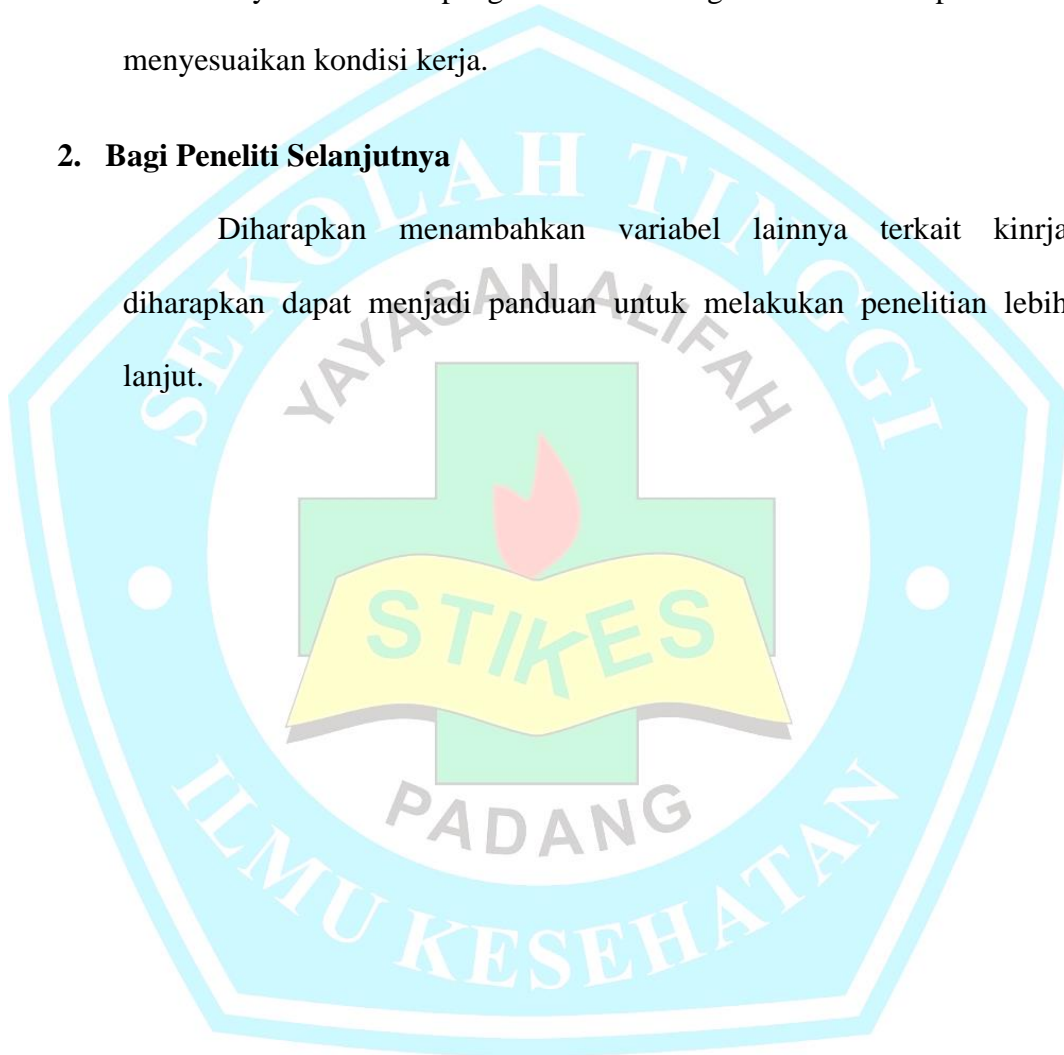 menyesuaikan kondisi kerja.
2. Bagi Peneliti Selanjutnya
Diharapkan menambahkan variabel lainnya terkait kinrja
diharapkan dapat menjadi panduan untuk melakukan penelitian lebih
lanjut.
SEKOLAH TINGGI
YAYASAN ALIFAH
STIKES
PADANG
ILMU KESEHATAN